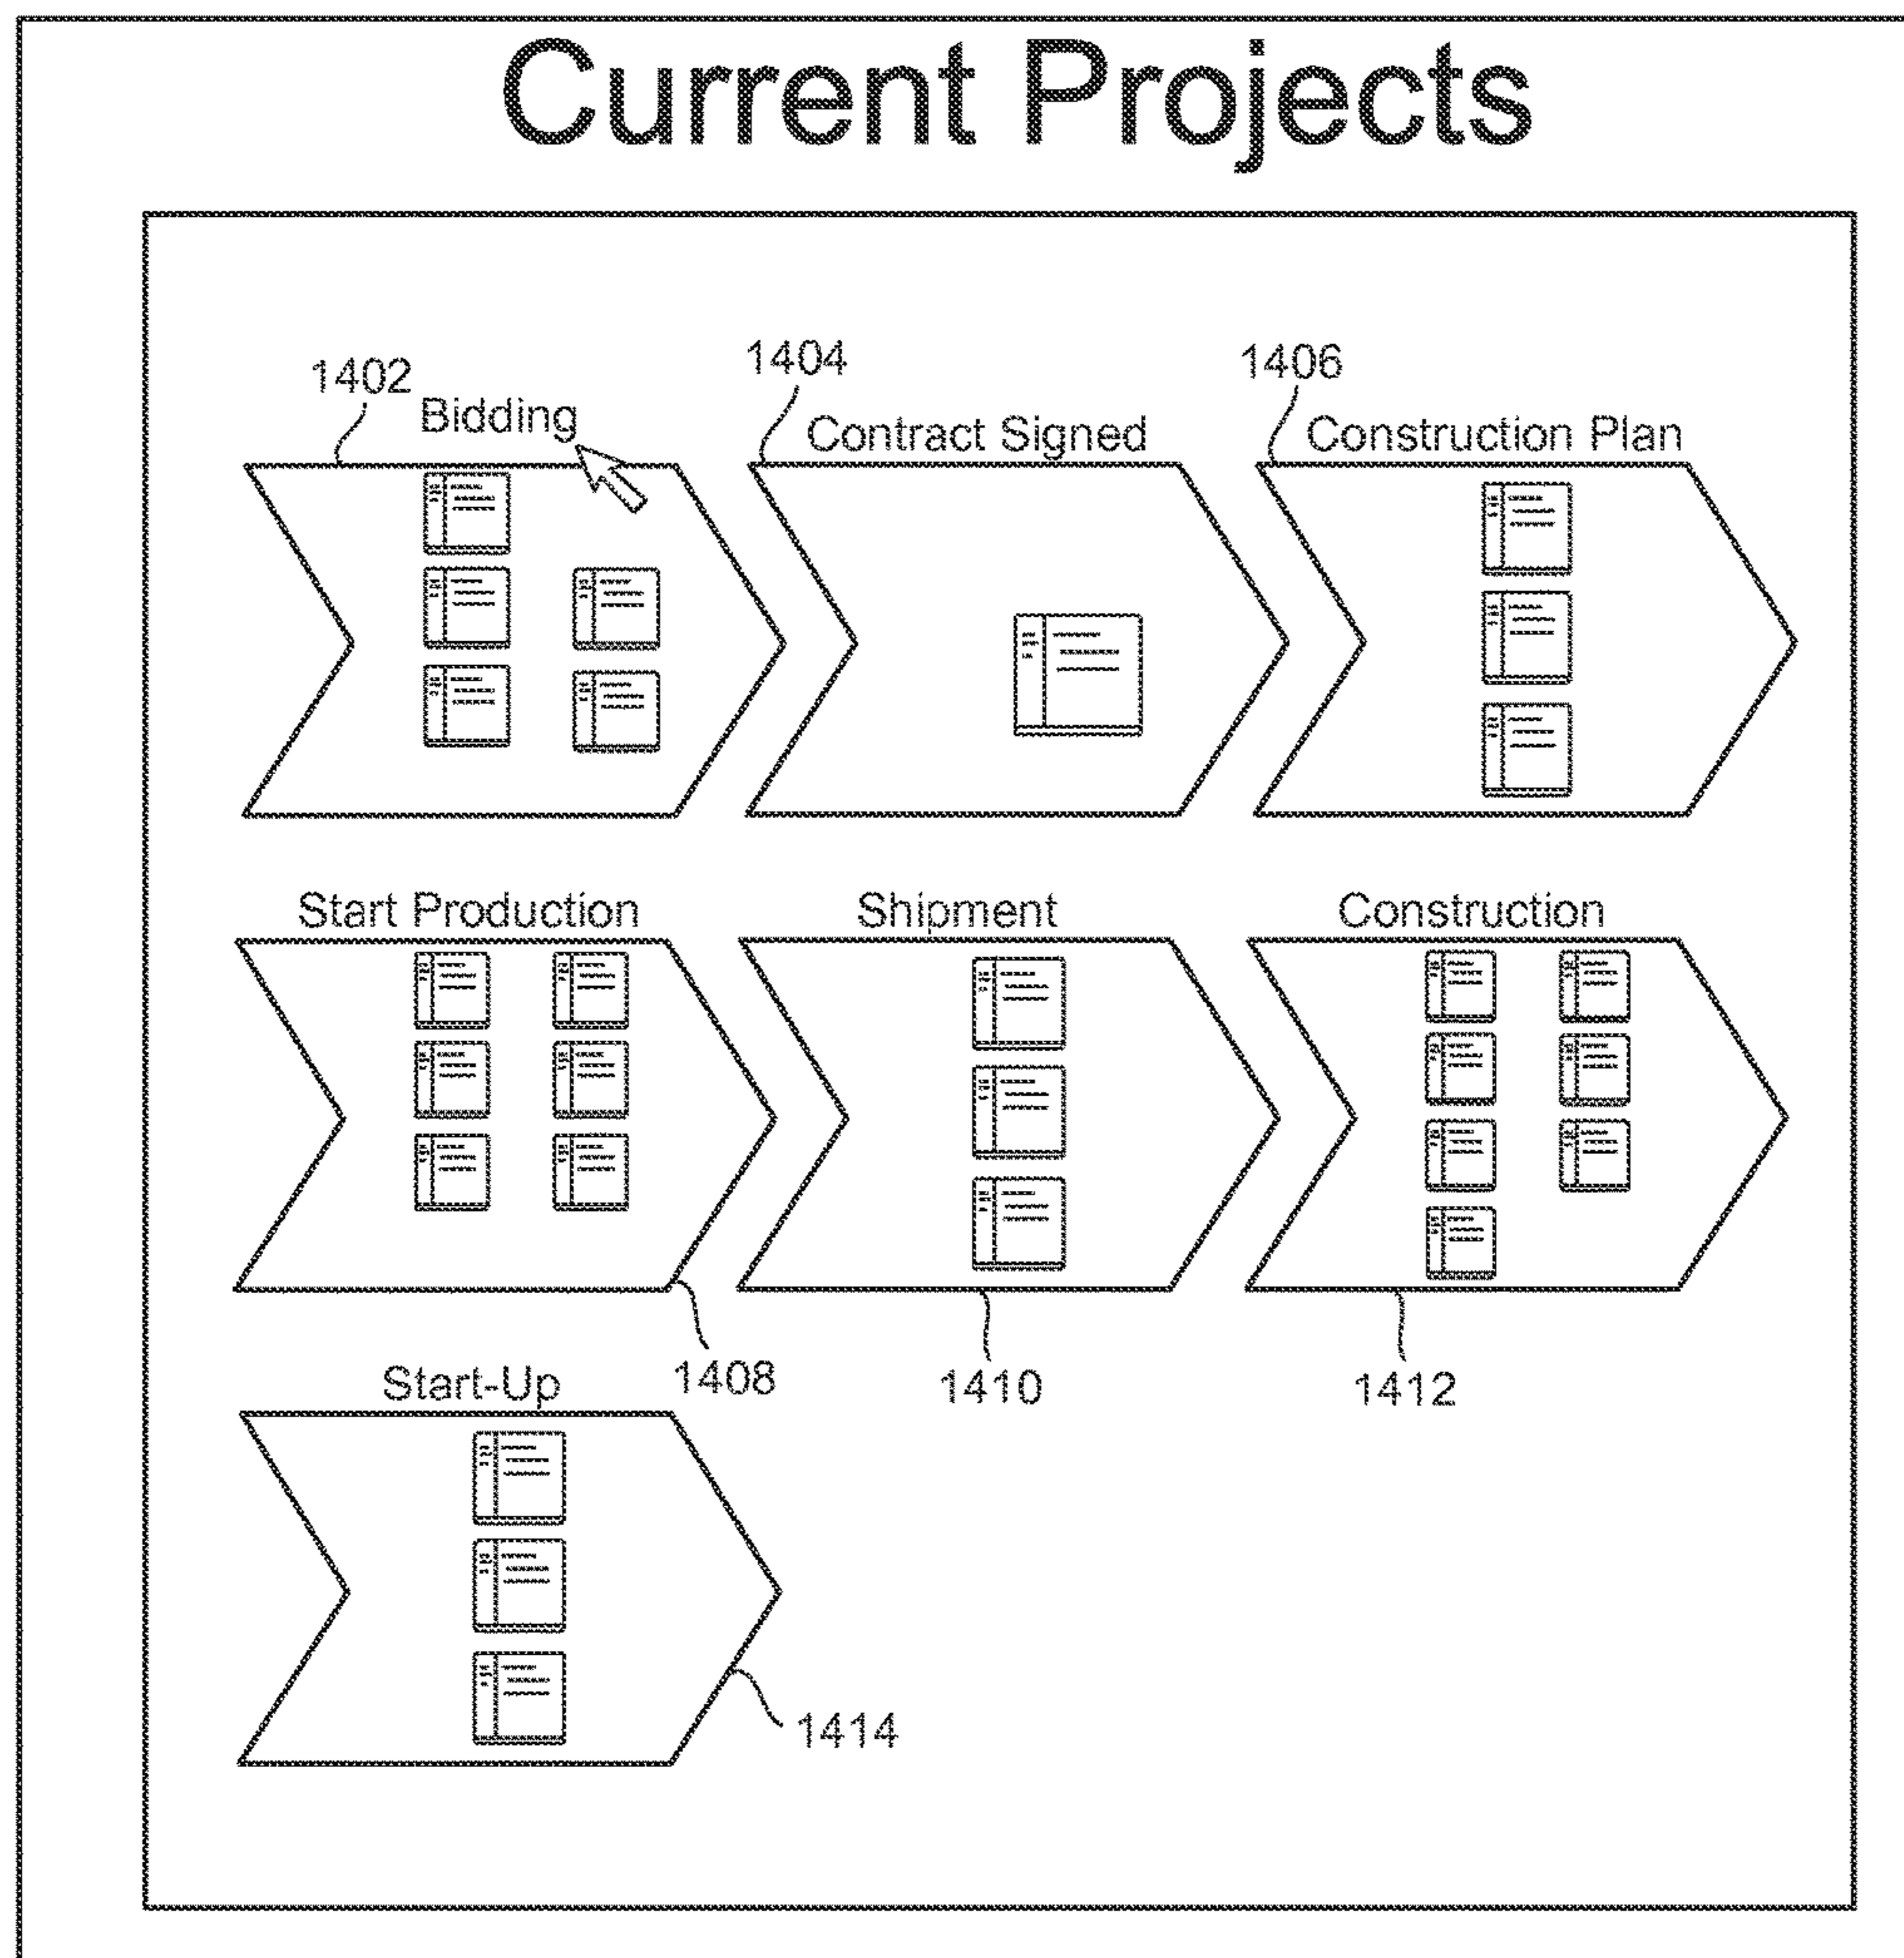 Current Projects
1402
Bidding
1404
Contract Signed
1406
Construction Plan
Start Production
Shipment
Construction
1408
1410
1412
Start-Up
1414